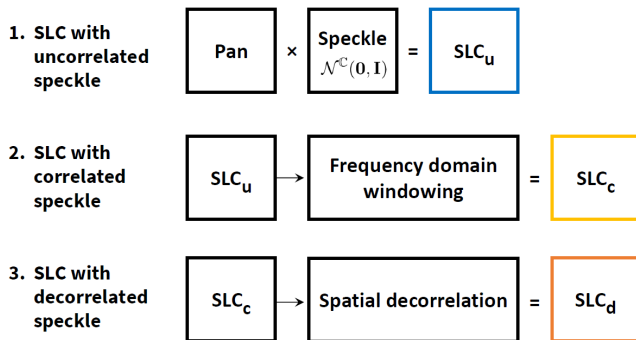 1. SLC with uncorrelated speckle
Pan × Speckle 𝒩^ℂ(𝟎, 𝐈) = SLC_u
2. SLC with correlated speckle
SLC_u → Frequency domain windowing = SLC_c
3. SLC with decorrelated speckle
SLC_c → Spatial decorrelation = SLC_d